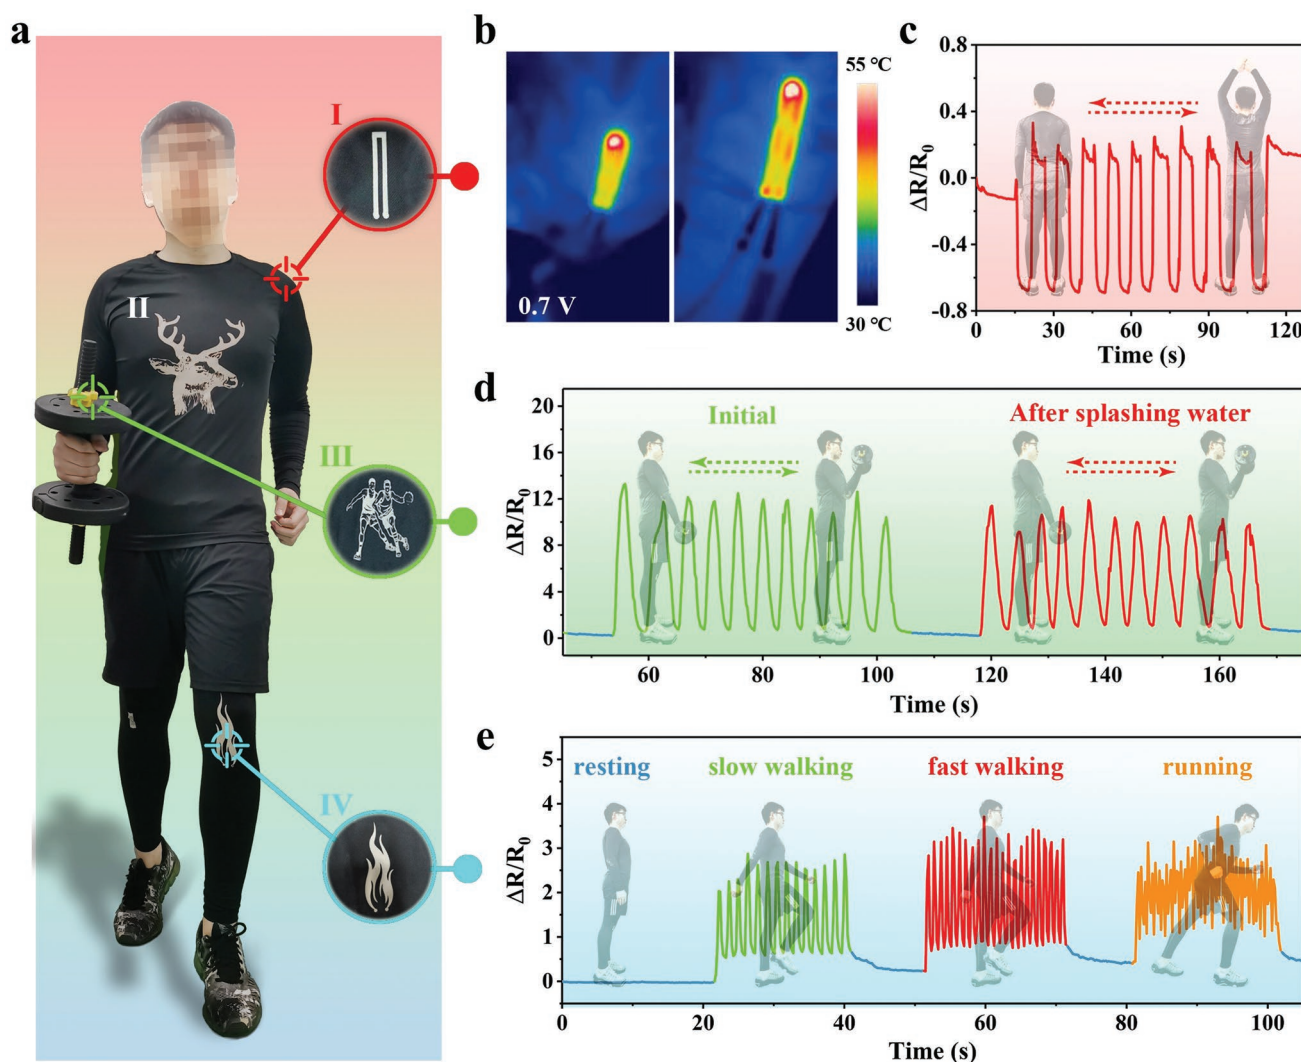 a
I
II
III
IV
b
0.7 V
55 °C
30 °C
c
ΔR/R0
0.8
0.4
0.0
-0.4
-0.8
0 30 60 90 120
Time (s)
d
ΔR/R0
20
16
12
8
4
0
Initial
After splashing water
60 80 100 120 140 160
Time (s)
e
ΔR/R0
5
4
3
2
1
0
resting
slow walking
fast walking
running
0 20 40 60 80 100
Time (s)